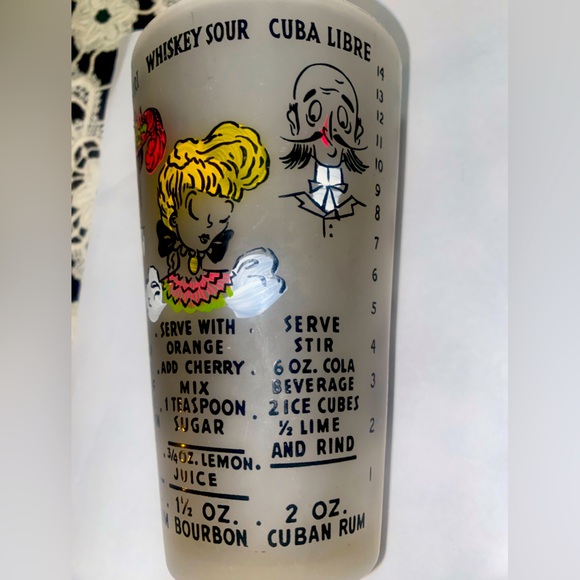 WHISKEY SOUR
SERVE WITH
ORANGE
ADD CHERRY
MIX
1 TEASPOON
SUGAR
3/4 OZ. LEMON
JUICE
1½ OZ.
BOURBON
CUBA LIBRE
SERVE
STIR
6 OZ. COLA
BEVERAGE
2 ICE CUBES
½ LIME
AND RIND
2 OZ.
CUBAN RUM
14
13
12
11
10
9
8
7
6
5
4
3
2
1